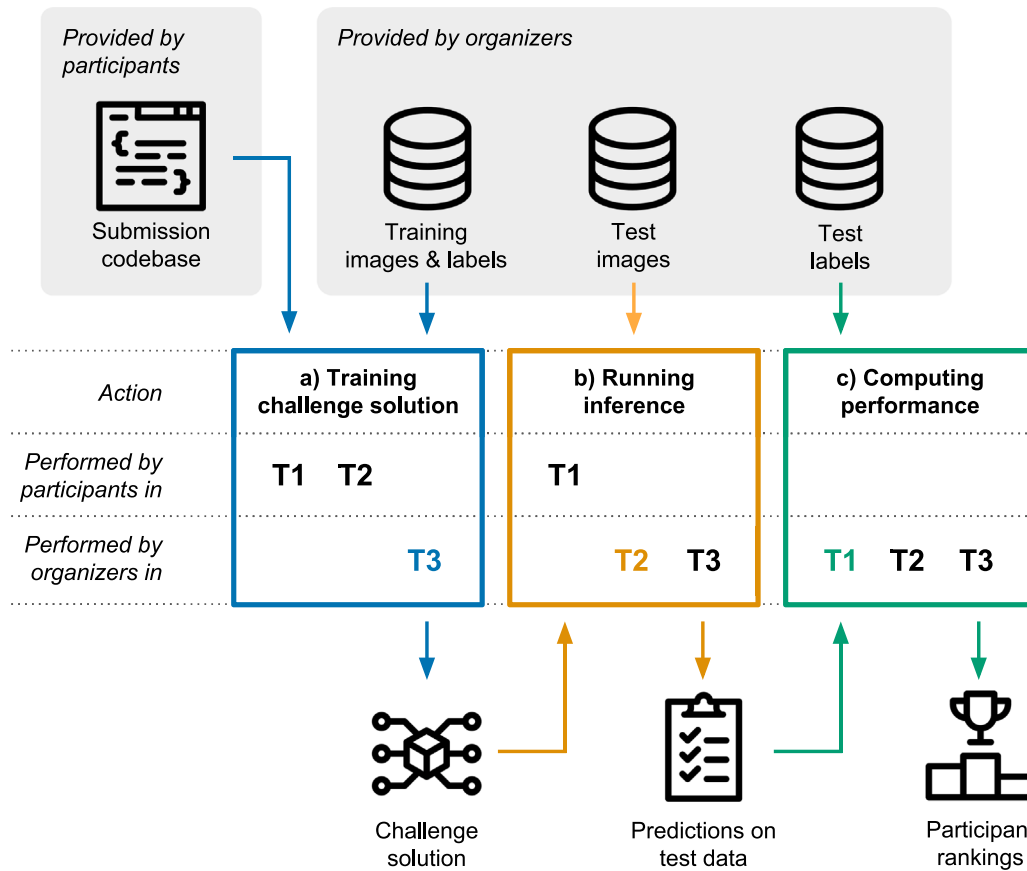 Provided by
participants
Provided by organizers
Submission
codebase
Training
images & labels
Test
images
Test
labels
Action
a) Training
challenge solution
b) Running
inference
c) Computing
performance
Performed by
participants in
T1 T2
T1
Performed by
organizers in
T3
T2 T3
T1 T2 T3
Challenge
solution
Predictions on
test data
Participan
rankings